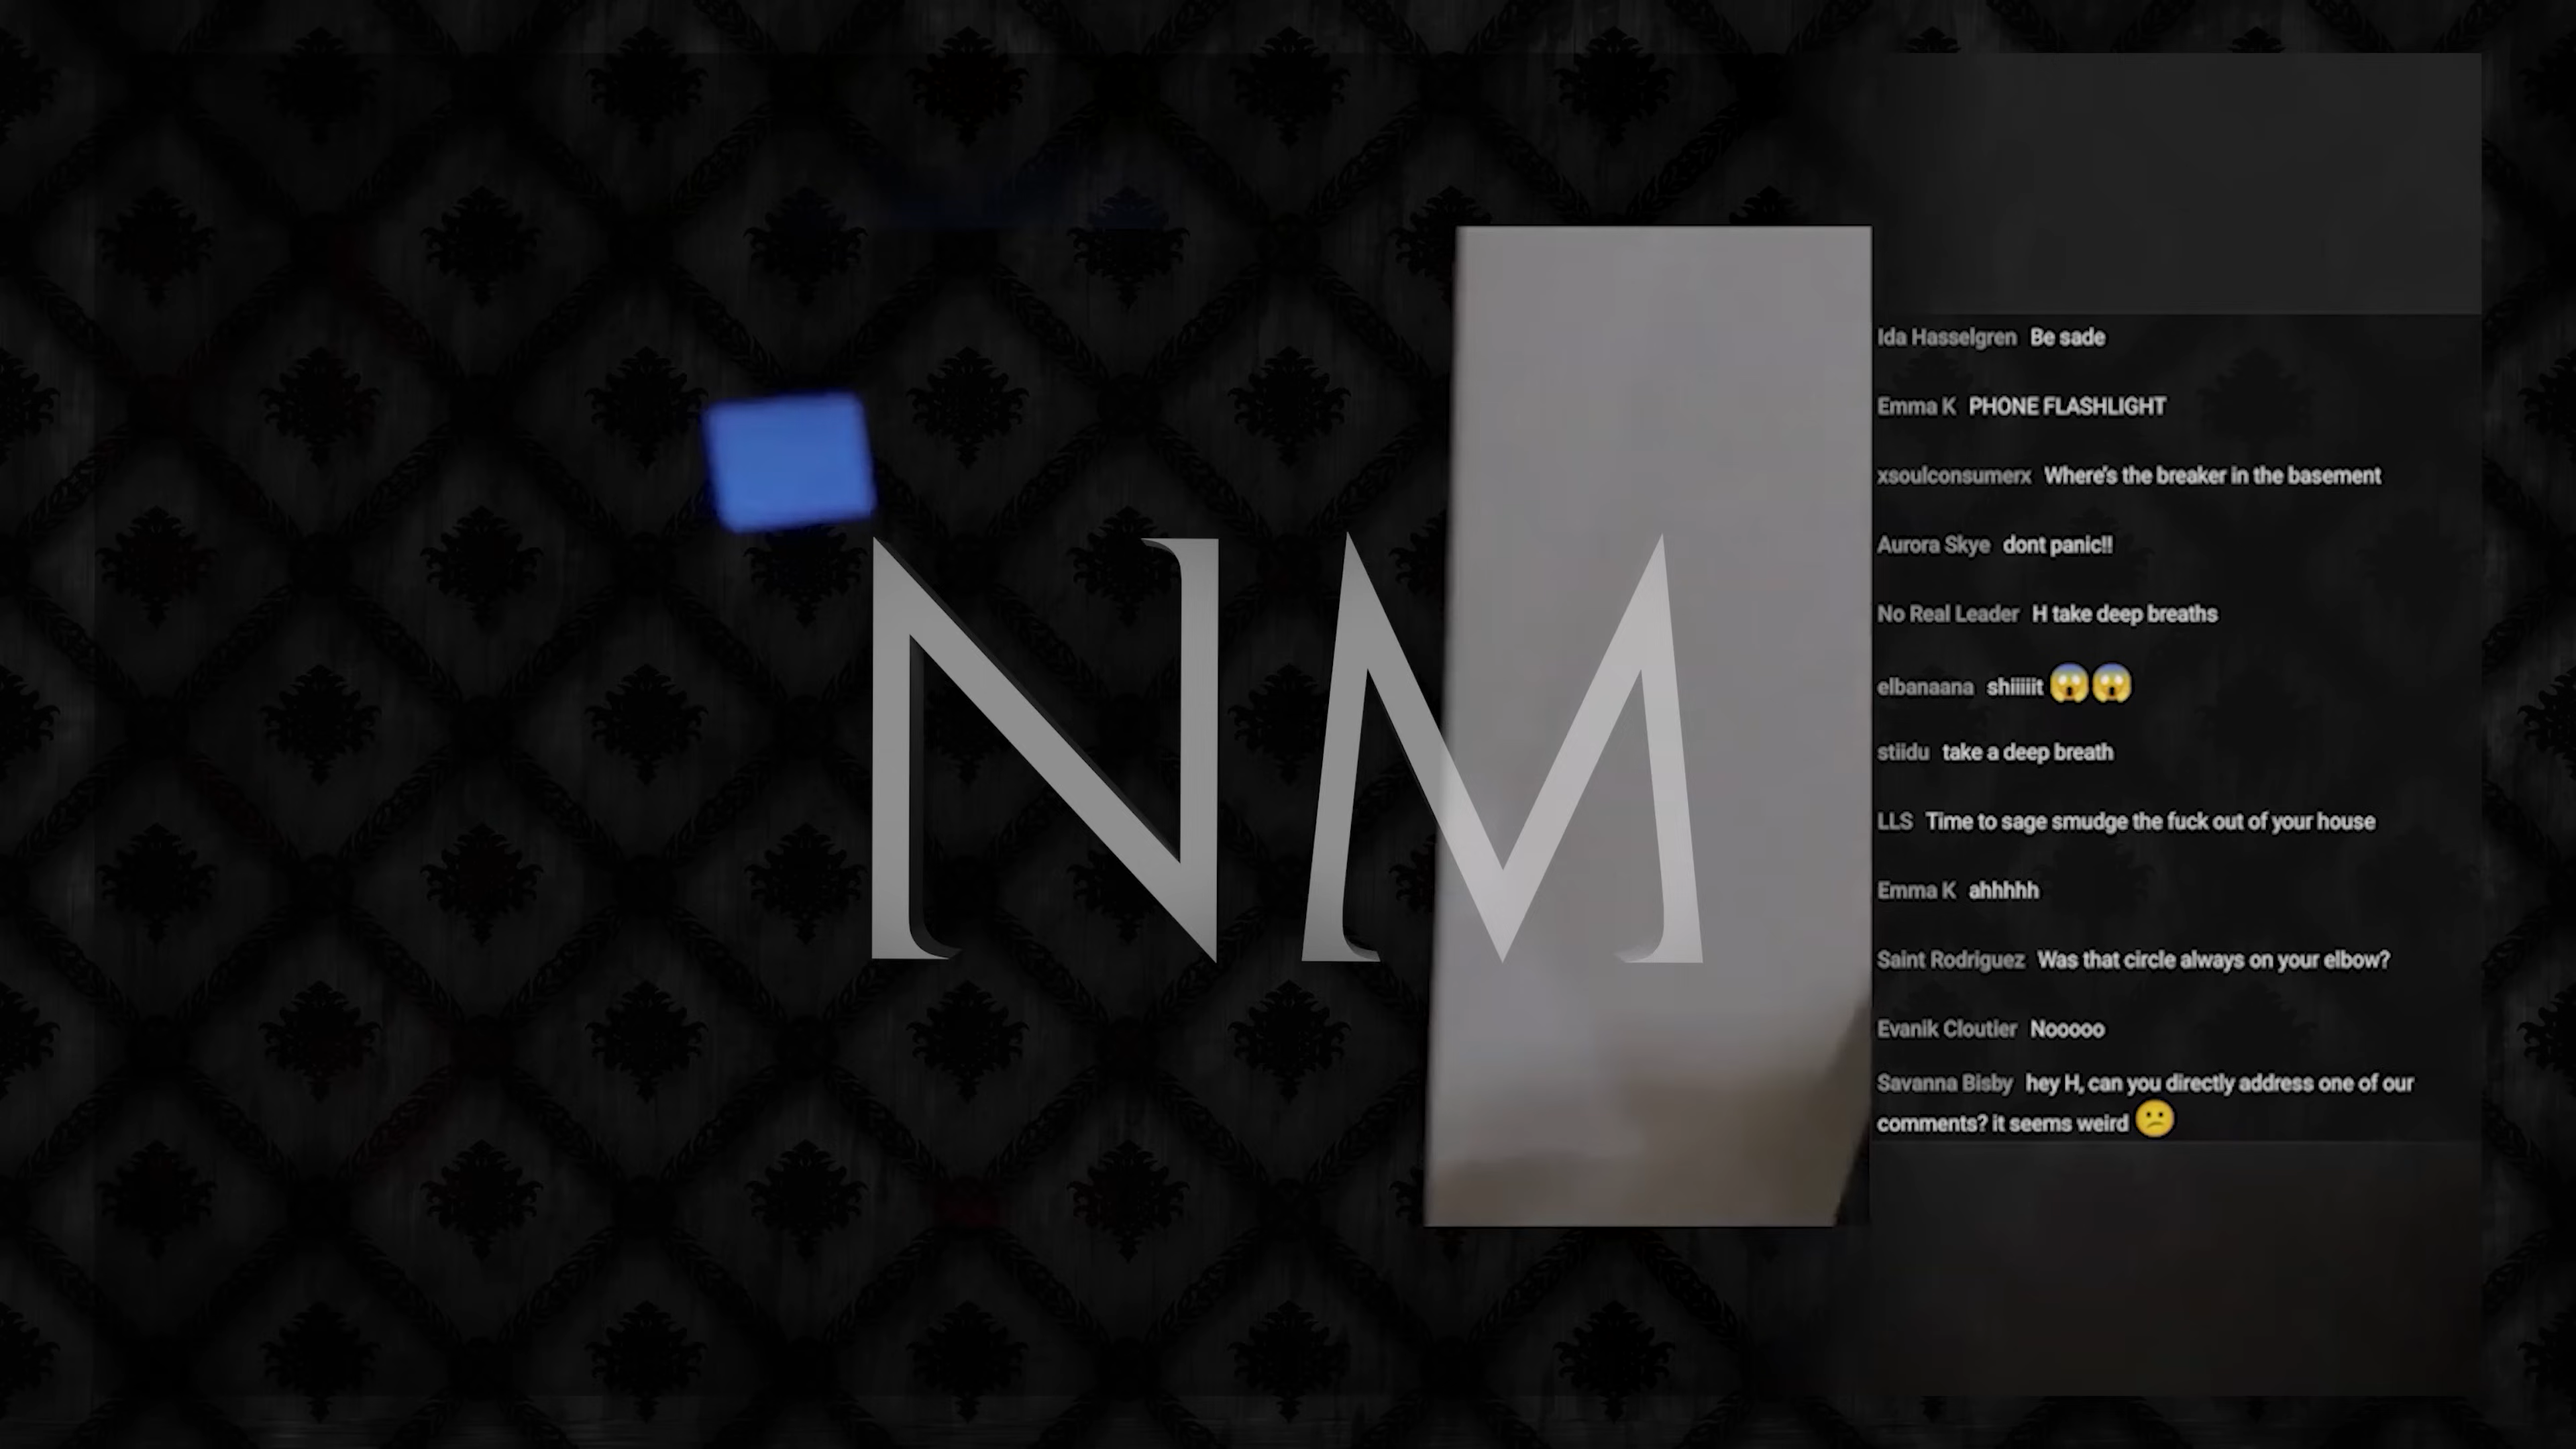 NM
Ida Hasselgren Be sade
Emma K PHONE FLASHLIGHT
xsoulconsumerx Where's the breaker in the basement
Aurora Skye dont panic!!
No Real Leader H take deep breaths
elbanaana shiiiiit 😱😱
stiidu take a deep breath
LLS Time to sage smudge the fuck out of your house
Emma K ahhhhh
Saint Rodriguez Was that circle always on your elbow?
Evanik Cloutier Nooooo
Savanna Bisby hey H, can you directly address one of our
comments? it seems weird 😕